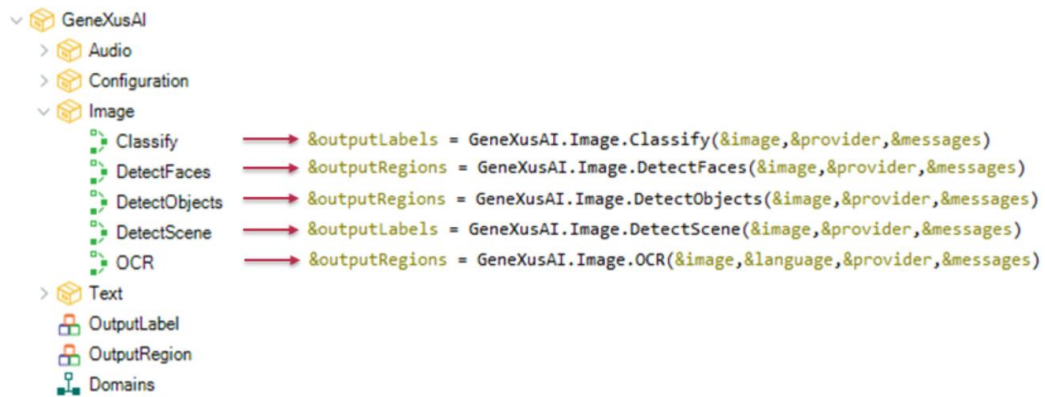 GeneXusAI
Audio
Configuration
Image
Classify &outputLabels = GeneXusAI.Image.Classify(&image,&provider,&messages)
DetectFaces &outputRegions = GeneXusAI.Image.DetectFaces(&image,&provider,&messages)
DetectObjects &outputRegions = GeneXusAI.Image.DetectObjects(&image,&provider,&messages)
DetectScene &outputLabels = GeneXusAI.Image.DetectScene(&image,&provider,&messages)
OCR &outputRegions = GeneXusAI.Image.OCR(&image,&language,&provider,&messages)
Text
OutputLabel
OutputRegion
Domains